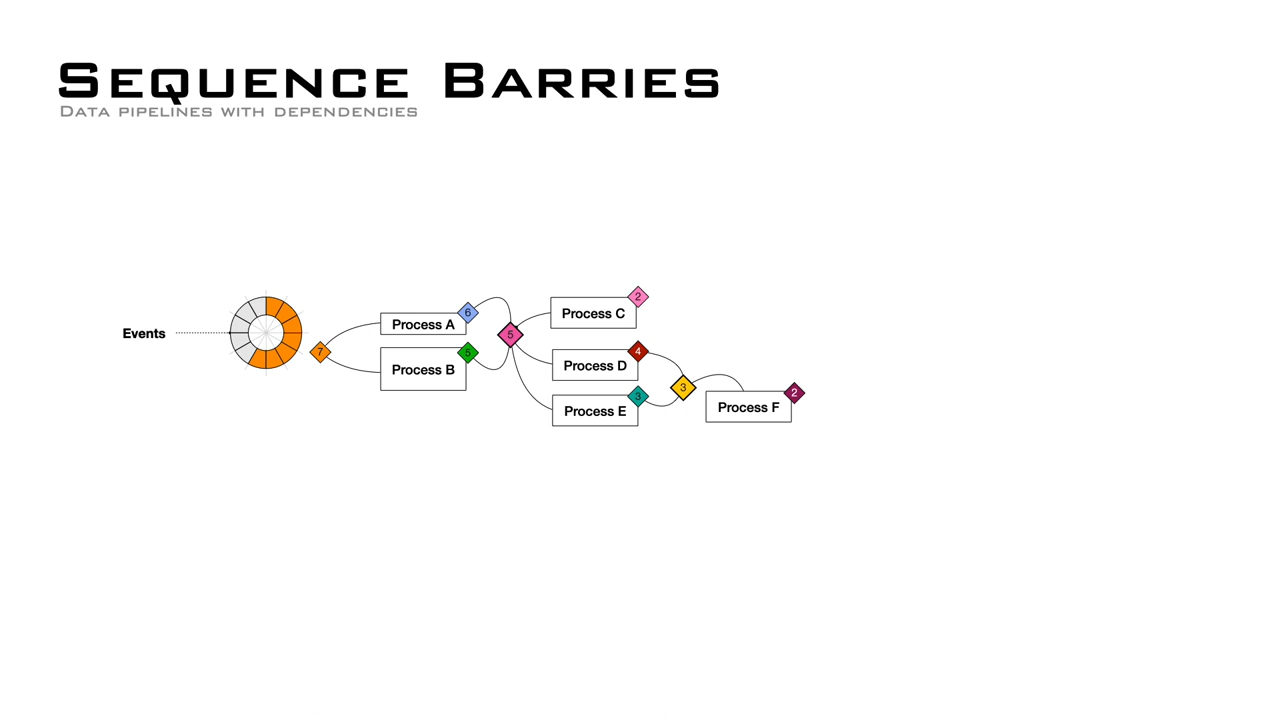 Sequence Barries
Data pipelines with dependencies
Events
7
Process A
6
Process B
5
5
Process C
2
Process D
4
Process E
3
3
Process F
2